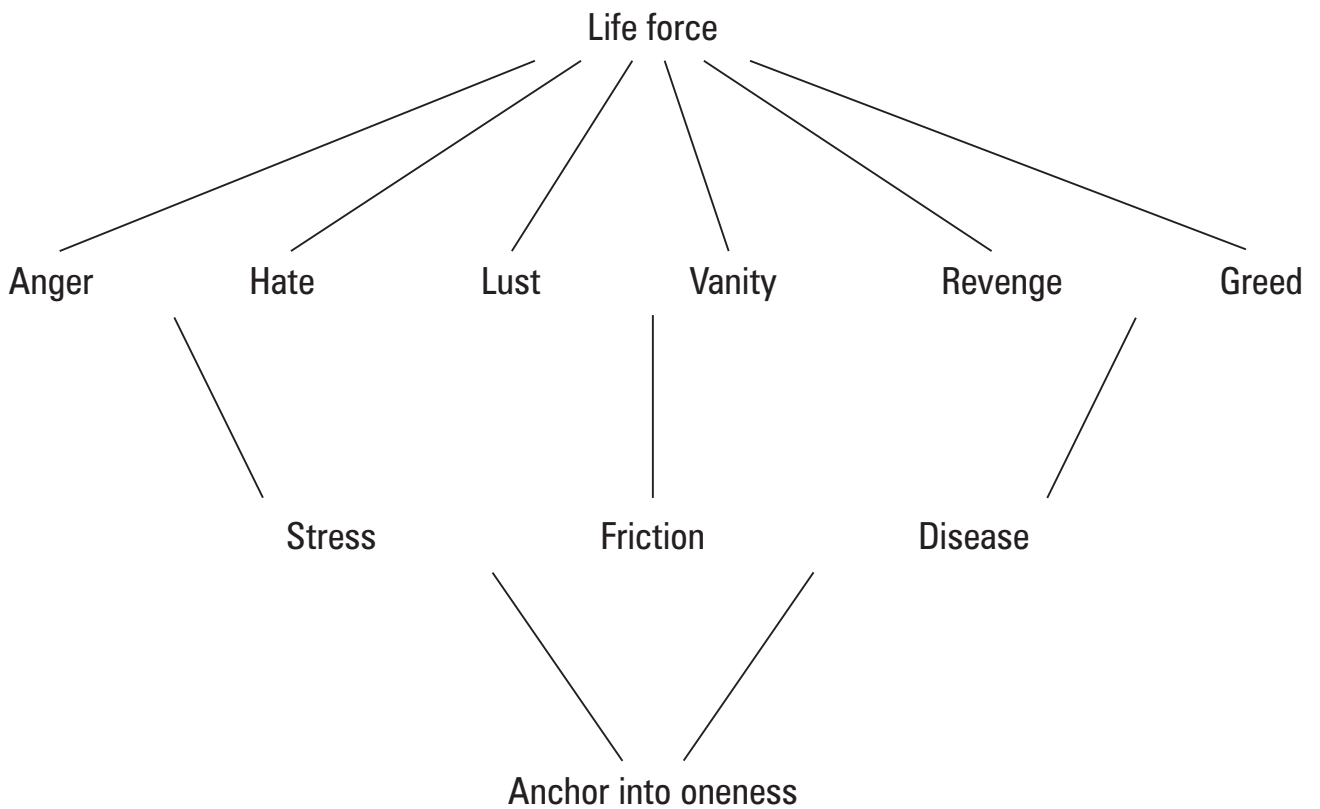 Life force
Anger Hate Lust Vanity Revenge Greed
Stress Friction Disease
Anchor into oneness